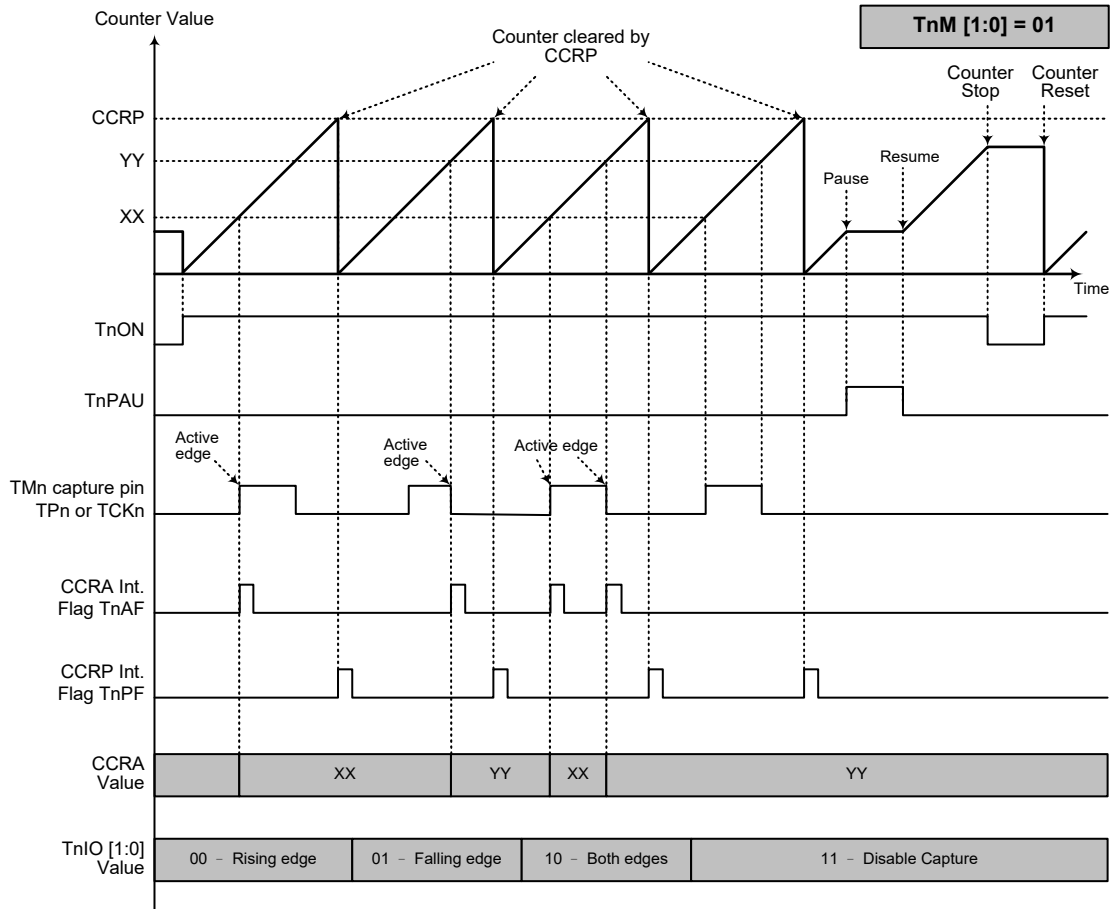 Counter Value
TnM [1:0] = 01
Counter cleared by
CCRP
Counter
Stop
Counter
Reset
CCRP
YY
Resume
Pause
XX
Time
TnON
TnPAU
Active
edge
Active
edge
Active edge
TMn capture pin
TPn or TCKn
CCRA Int.
Flag TnAF
CCRP Int.
Flag TnPF
CCRA
Value
XX
YY
XX
YY
TnIO [1:0]
Value
00 – Rising edge
01 – Falling edge
10 – Both edges
11 – Disable Capture